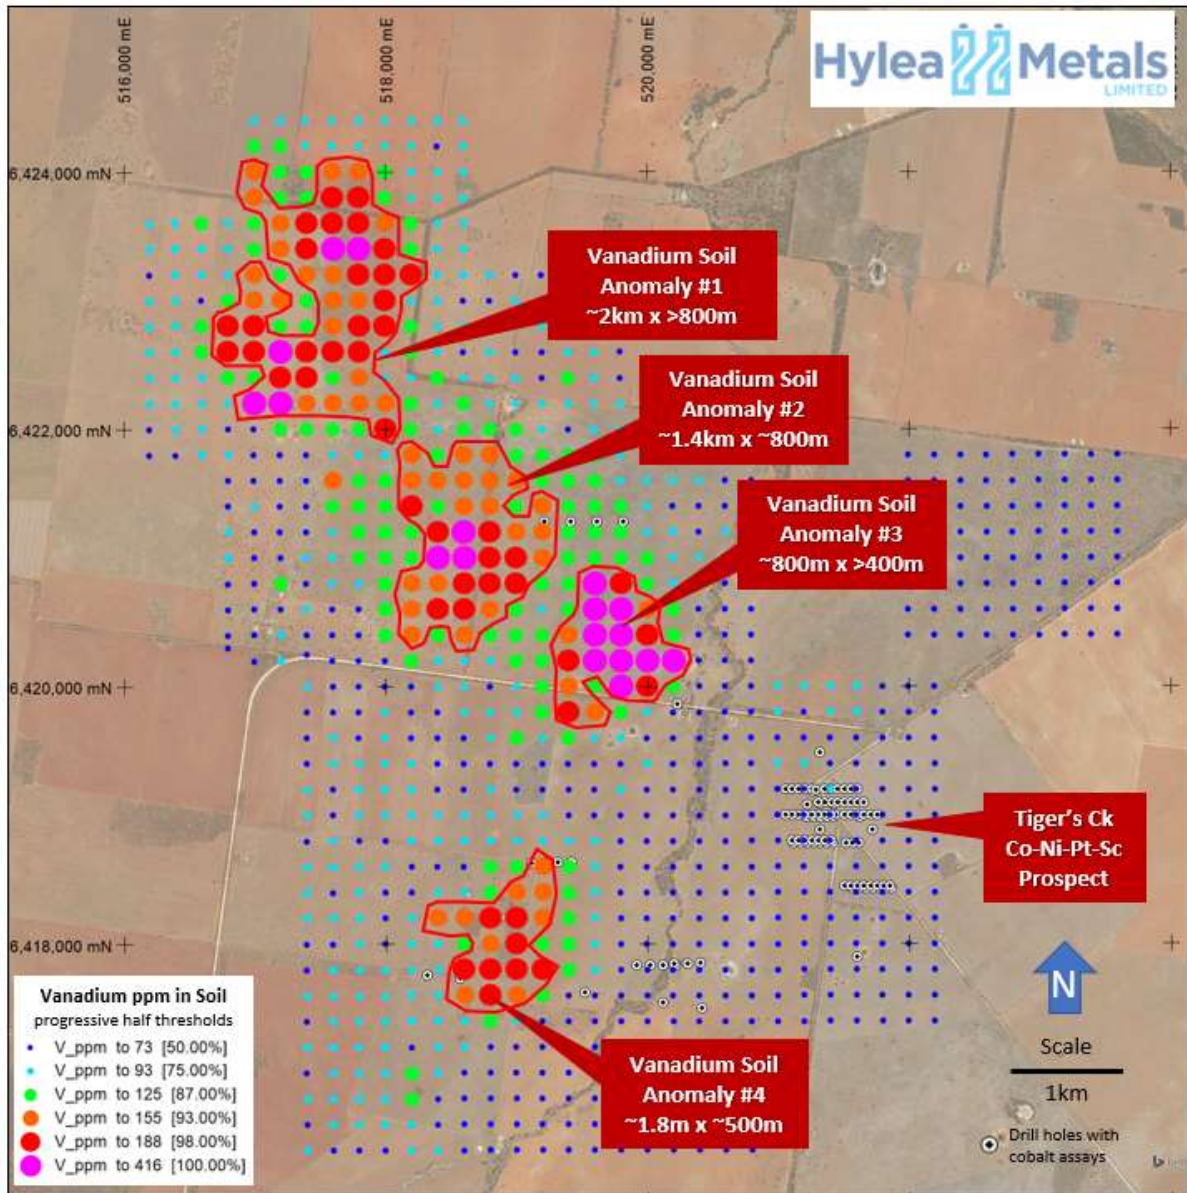 516,000 mE
518,000 mE
520,000 mE
mE
Hylea Metals
LIMITED
6,424,000 mN
Vanadium Soil
Anomaly #1
~2km x >800m
Vanadium Soil
Anomaly #2
~1.4km x ~800m
6,422,000 mN
Vanadium Soil
Anomaly #3
~800m x >400m
6,420,000 mN
Tiger's Ck
Co-Ni-Pt-Sc
Prospect
6,418,000 mN
Vanadium ppm in Soil
progressive half thresholds
V_ppm to 73 [50.00%]
V_ppm to 93 [75.00%]
V_ppm to 125 [87.00%]
V_ppm to 155 [93.00%]
V_ppm to 188 [98.00%]
V_ppm to 416 [100.00%]
Vanadium Soil
Anomaly #4
~1.8m x ~500m
N
Scale
1km
Drill holes with
cobalt assays